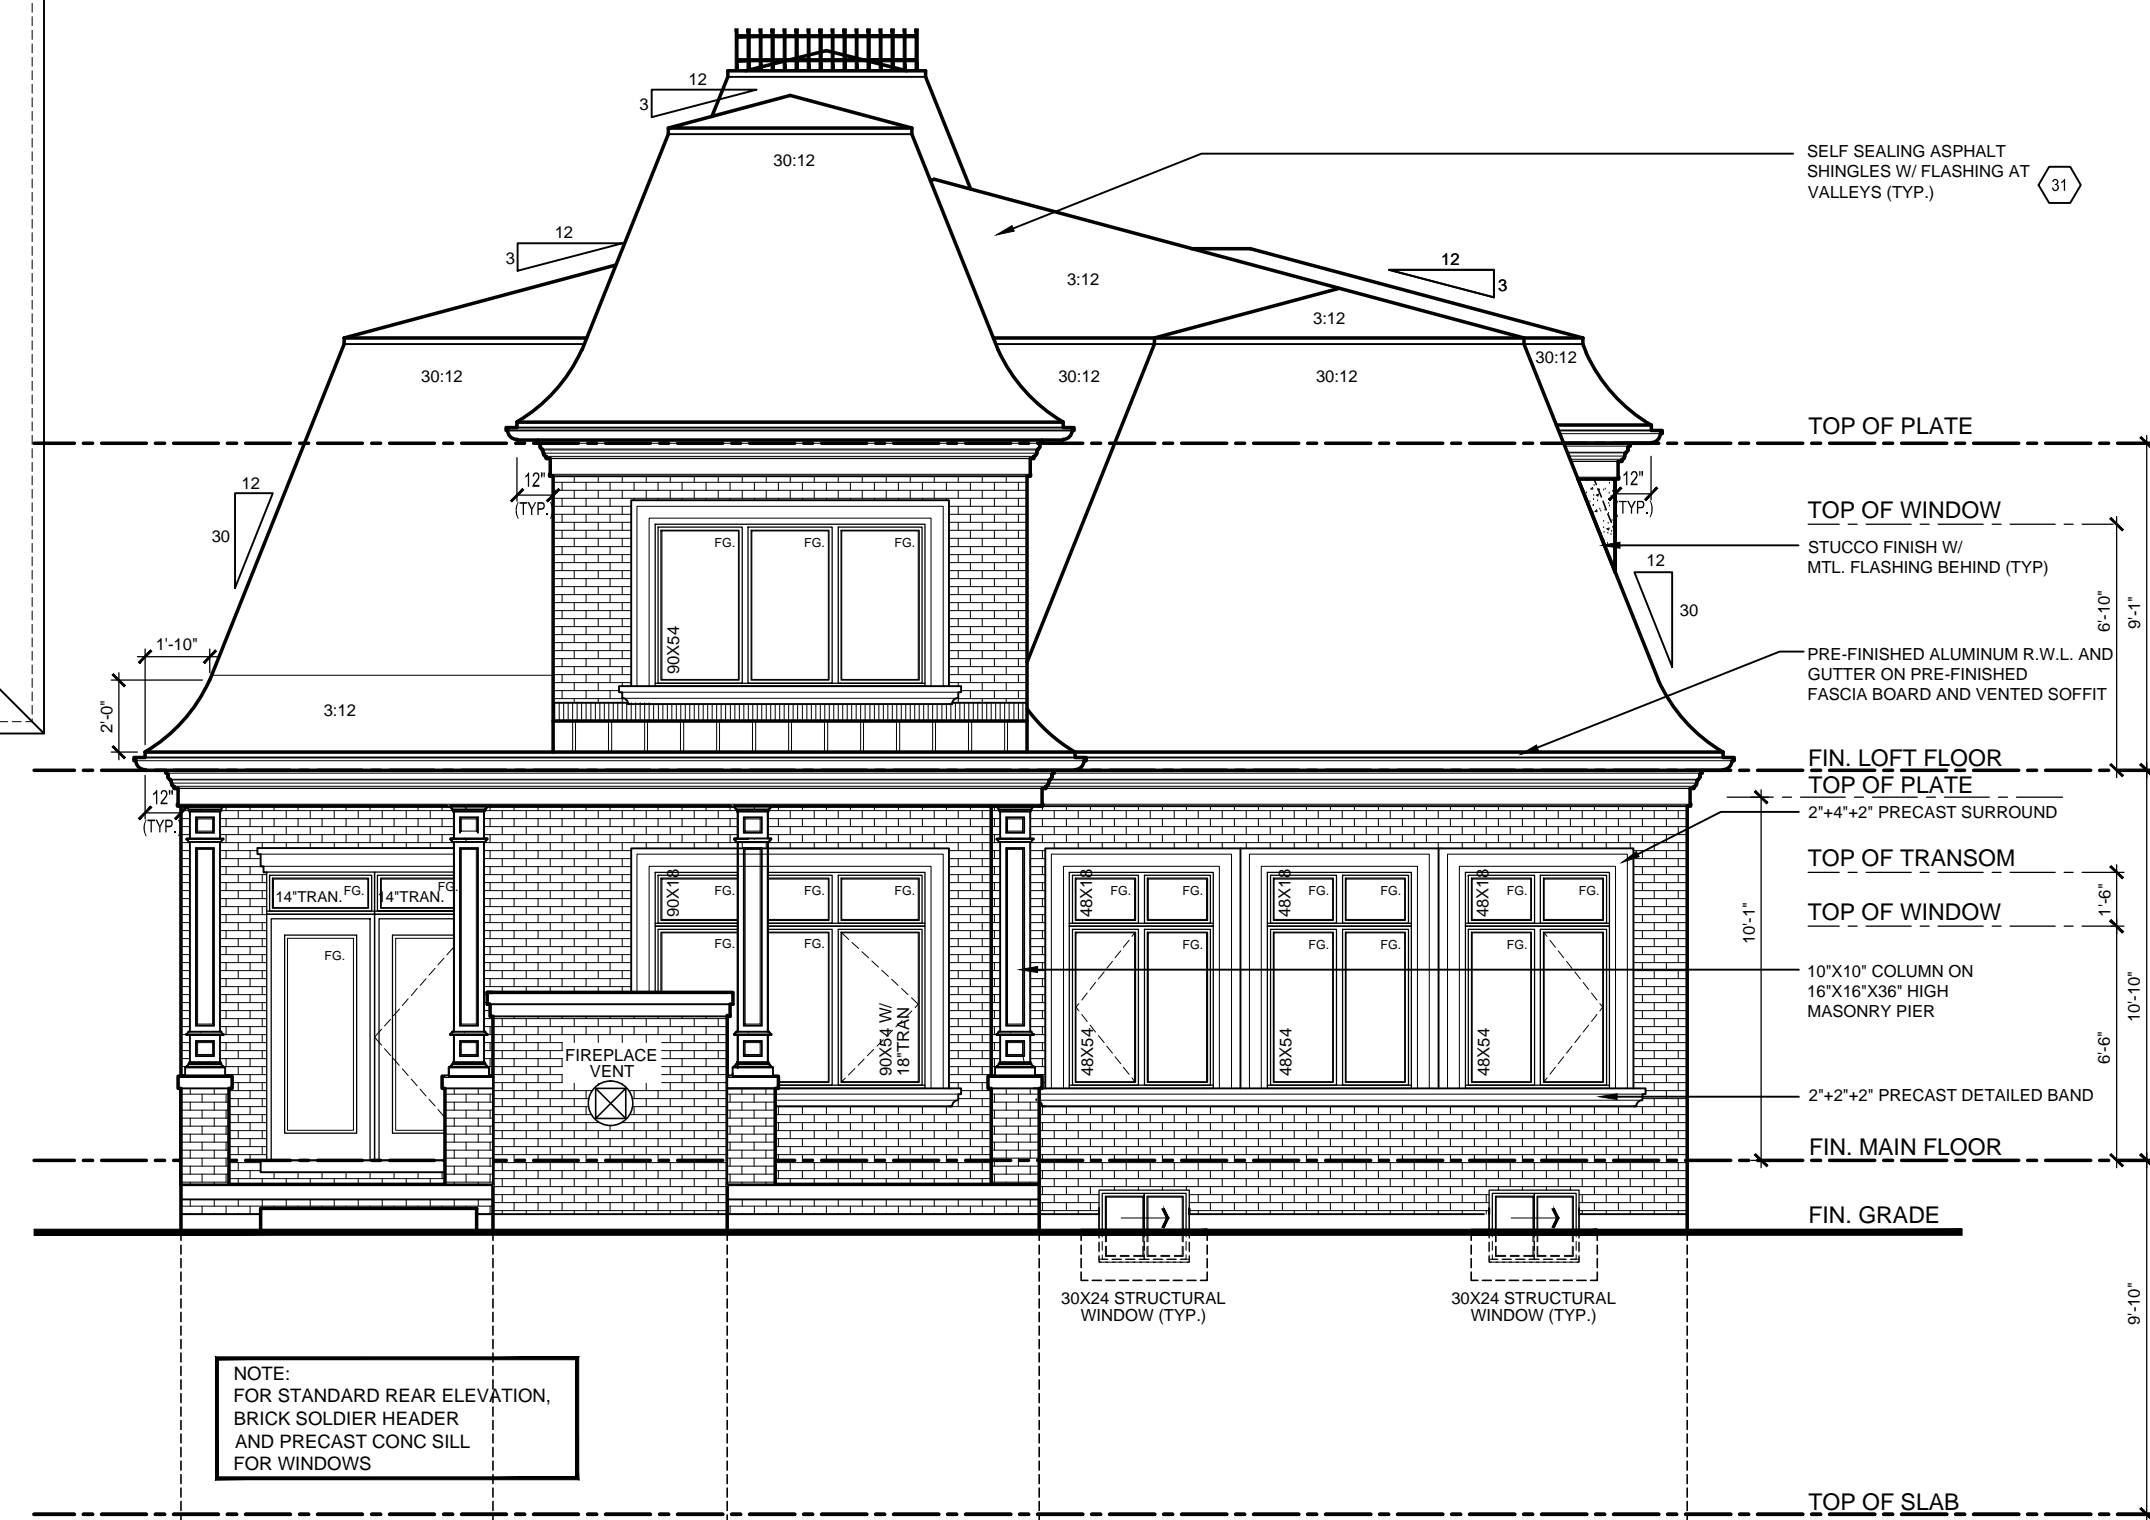 12
3
30:12
SELF SEALING ASPHALT
SHINGLES W/ FLASHING AT
VALLEYS (TYP.)
31
12
3
12
3
3:12
3:12
30:12
30:12
30:12
30:12
TOP OF PLATE
12"
(TYP.)
12"
(TYP.)
12
30
TOP OF WINDOW
FG.
FG.
FG.
90X54
STUCCO FINISH W/
MTL. FLASHING BEHIND (TYP)
12
30
6'-10"
9'-1"
1'-10"
2'-0"
3:12
PRE-FINISHED ALUMINUM R.W.L. AND
GUTTER ON PRE-FINISHED
FASCIA BOARD AND VENTED SOFFIT
FIN. LOFT FLOOR
TOP OF PLATE
12"
(TYP.)
2"+4"+2" PRECAST SURROUND
TOP OF TRANSOM
14"TRAN.
FG.
14"TRAN.
FG.
90X18
FG.
FG.
FG.
48X18
FG.
FG.
48X18
FG.
FG.
48X18
FG.
FG.
1'-6"
TOP OF WINDOW
10'-1"
FG.
FG.
FG.
FG.
FG.
FG.
FG.
10"X10" COLUMN ON
16"X16"X36" HIGH
MASONRY PIER
10'-10"
6'-6"
90X54 W/
18"TRAN
48X54
48X54
48X54
FIREPLACE
VENT
2"+2"+2" PRECAST DETAILED BAND
FIN. MAIN FLOOR
FIN. GRADE
30X24 STRUCTURAL
WINDOW (TYP.)
30X24 STRUCTURAL
WINDOW (TYP.)
9'-10"
NOTE:
FOR STANDARD REAR ELEVATION,
BRICK SOLDIER HEADER
AND PRECAST CONC SILL
FOR WINDOWS
TOP OF SLAB